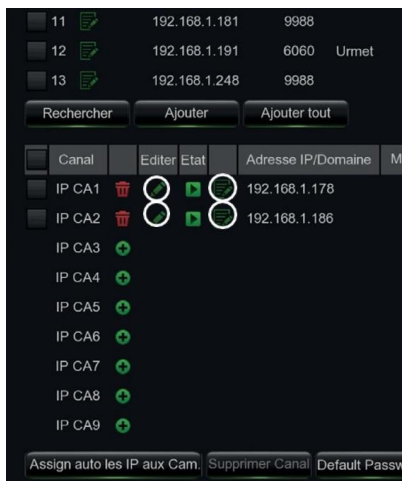 11 192.168.1.181 9988
12 192.168.1.191 6060 Urmet
13 192.168.1.248 9988
Rechercher Ajouter Ajouter tout
Canal Editer Etat Adresse IP/Domaine M
IP CA1 192.168.1.178
IP CA2 192.168.1.186
IP CA3
IP CA4
IP CA5
IP CA6
IP CA7
IP CA8
IP CA9
Assign auto les IP aux Cam. Supprimer Canal Default Passw